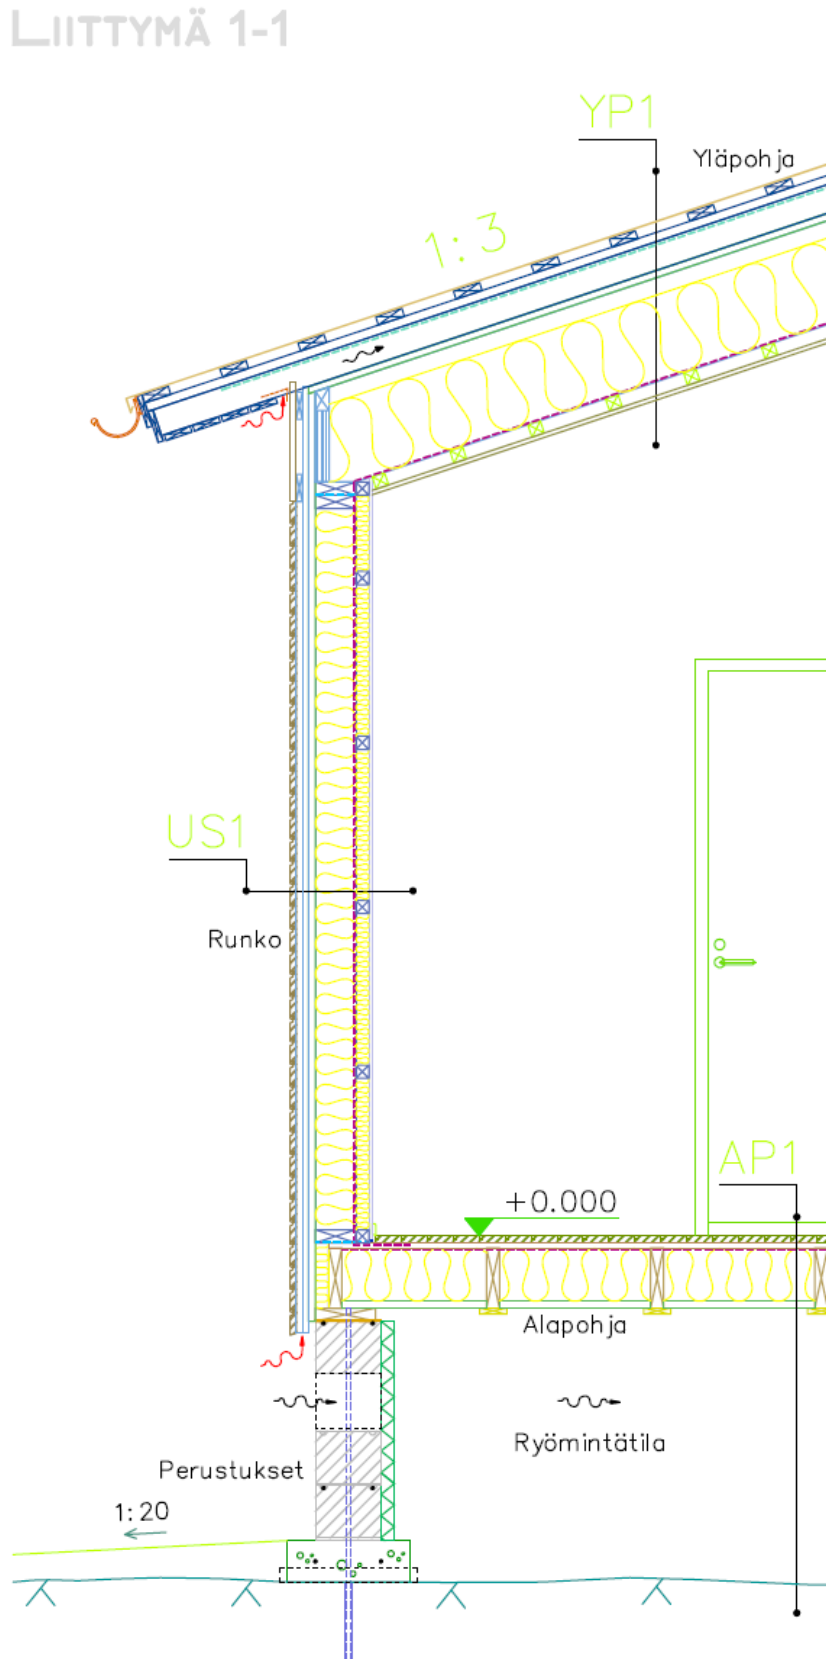 LIITTYMÄ 1-1
YP1
Yläpohja
1:3
US1
Runko
AP1
+0.000
Alapohja
Ryömintätila
Perustukset
1:20